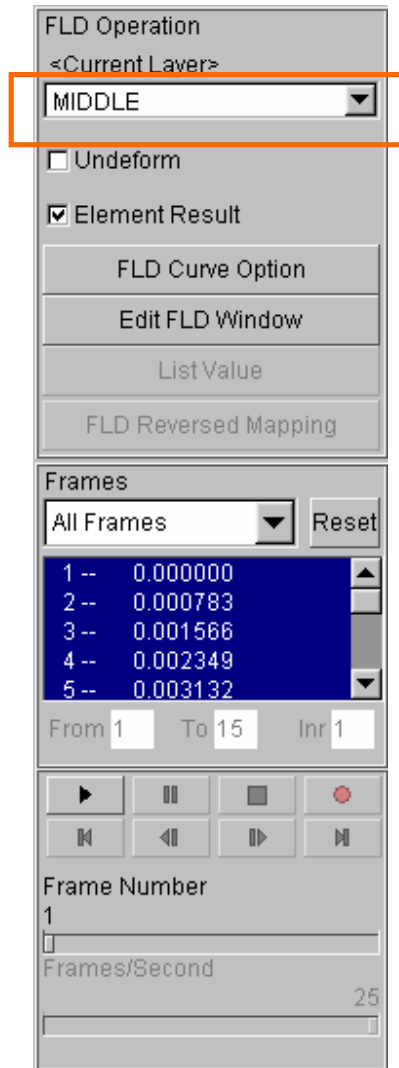 FLD Operation
<Current Layer>
MIDDLE
Undeform
Element Result
FLD Curve Option
Edit FLD Window
List Value
FLD Reversed Mapping
Frames
All Frames Reset
1 -- 0.000000
2 -- 0.000783
3 -- 0.001566
4 -- 0.002349
5 -- 0.003132
From 1 To 15 Inr 1
Frame Number
1
Frames/Second
25